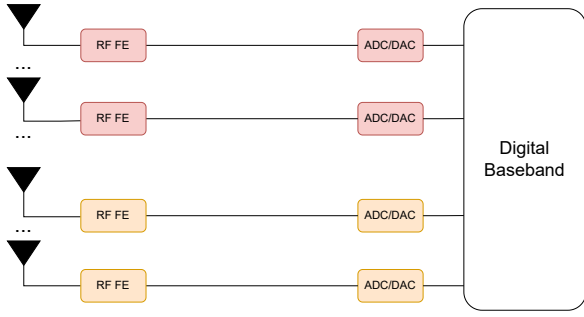 RF FE
ADC/DAC
...
RF FE
ADC/DAC
...
Digital
Baseband
RF FE
ADC/DAC
...
RF FE
ADC/DAC